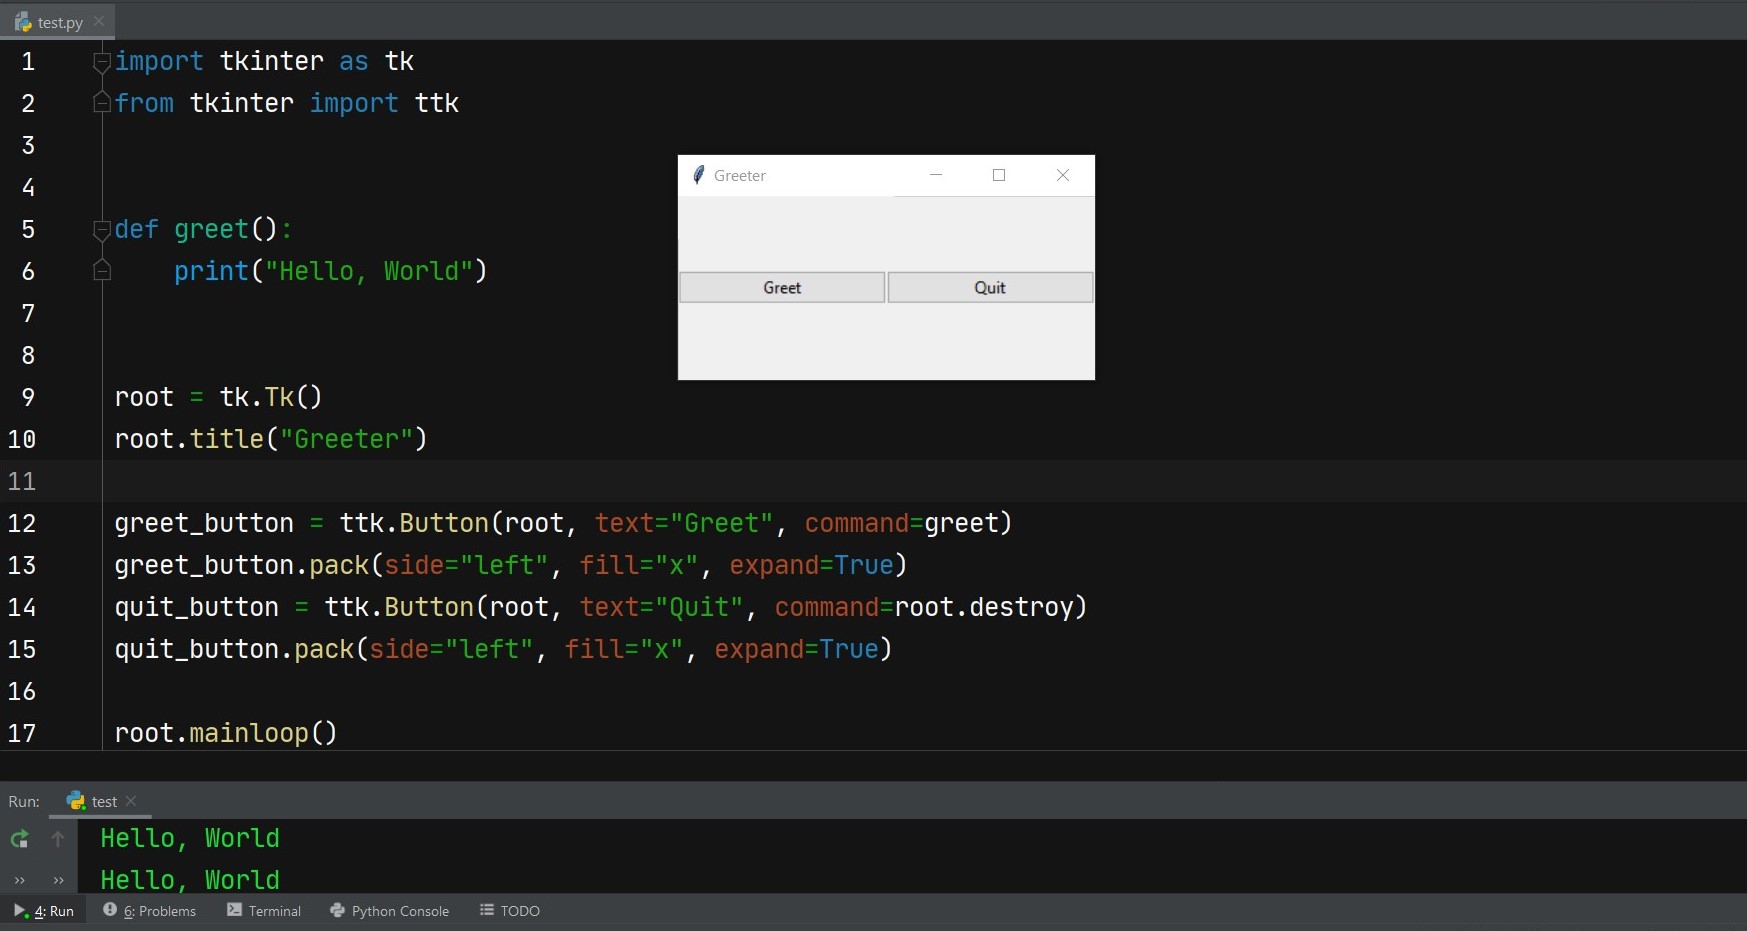 test.py
1 import tkinter as tk
2 from tkinter import ttk
3
4
5 def greet():
6     print("Hello, World")
7
8
9 root = tk.Tk()
10 root.title("Greeter")
11
12 greet_button = ttk.Button(root, text="Greet", command=greet)
13 greet_button.pack(side="left", fill="x", expand=True)
14 quit_button = ttk.Button(root, text="Quit", command=root.destroy)
15 quit_button.pack(side="left", fill="x", expand=True)
16
17 root.mainloop()
Greeter
Greet Quit
Run: test
Hello, World
Hello, World
4: Run 6: Problems Terminal Python Console TODO